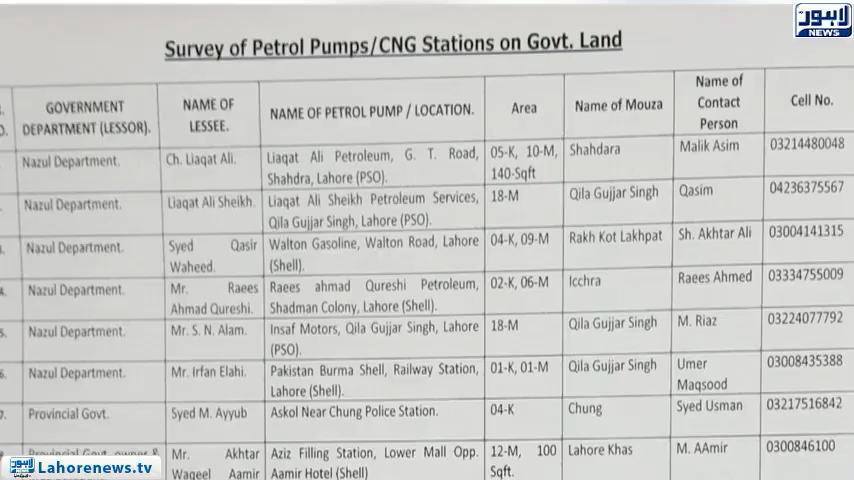 لاہور
NEWS
Survey of Petrol Pumps/CNG Stations on Govt. Land
GOVERNMENT DEPARTMENT (LESSOR). NAME OF LESSEE. NAME OF PETROL PUMP / LOCATION. Area Name of Mouza Name of Contact Person Cell No.
Nazul Department. Ch. Liaqat Ali. Liaqat Ali Petroleum, G. T. Road, Shahdra, Lahore (PSO). 05-K, 10-M, 140-Sqft Shahdara Malik Asim 03214480048
Nazul Department. Liaqat Ali Sheikh. Liaqat Ali Sheikh Petroleum Services, Qila Gujjar Singh, Lahore (PSO). 18-M Qila Gujjar Singh Qasim 04236375567
Nazul Department. Syed Qasir Waheed. Walton Gasoline, Walton Road, Lahore (Shell). 04-K, 09-M Rakh Kot Lakhpat Sh. Akhtar Ali 03004141315
4. Nazul Department. Mr. Raees Ahmad Qureshi. Raees ahmad Qureshi Petroleum, Shadman Colony, Lahore (Shell). 02-K, 06-M Icchra Raees Ahmed 03334755009
5. Nazul Department. Mr. S. N. Alam. Insaf Motors, Qila Gujjar Singh, Lahore (PSO). 18-M Qila Gujjar Singh M. Riaz 03224077792
6. Nazul Department. Mr. Irfan Elahi. Pakistan Burma Shell, Railway Station, Lahore (Shell). 01-K, 01-M Qila Gujjar Singh Umer Maqsood 03008435388
7. Provincial Govt. Syed M. Ayyub Askol Near Chung Police Station. 04-K Chung Syed Usman 03217516842
Provincial Govt. owner & Mr. Akhtar Waqeel Aamir Aziz Filling Station, Lower Mall Opp. Aamir Hotel (Shell) 12-M, 100 Sqft. Lahore Khas M. AAmir 0300846100
لاہور
Lahorenews.tv